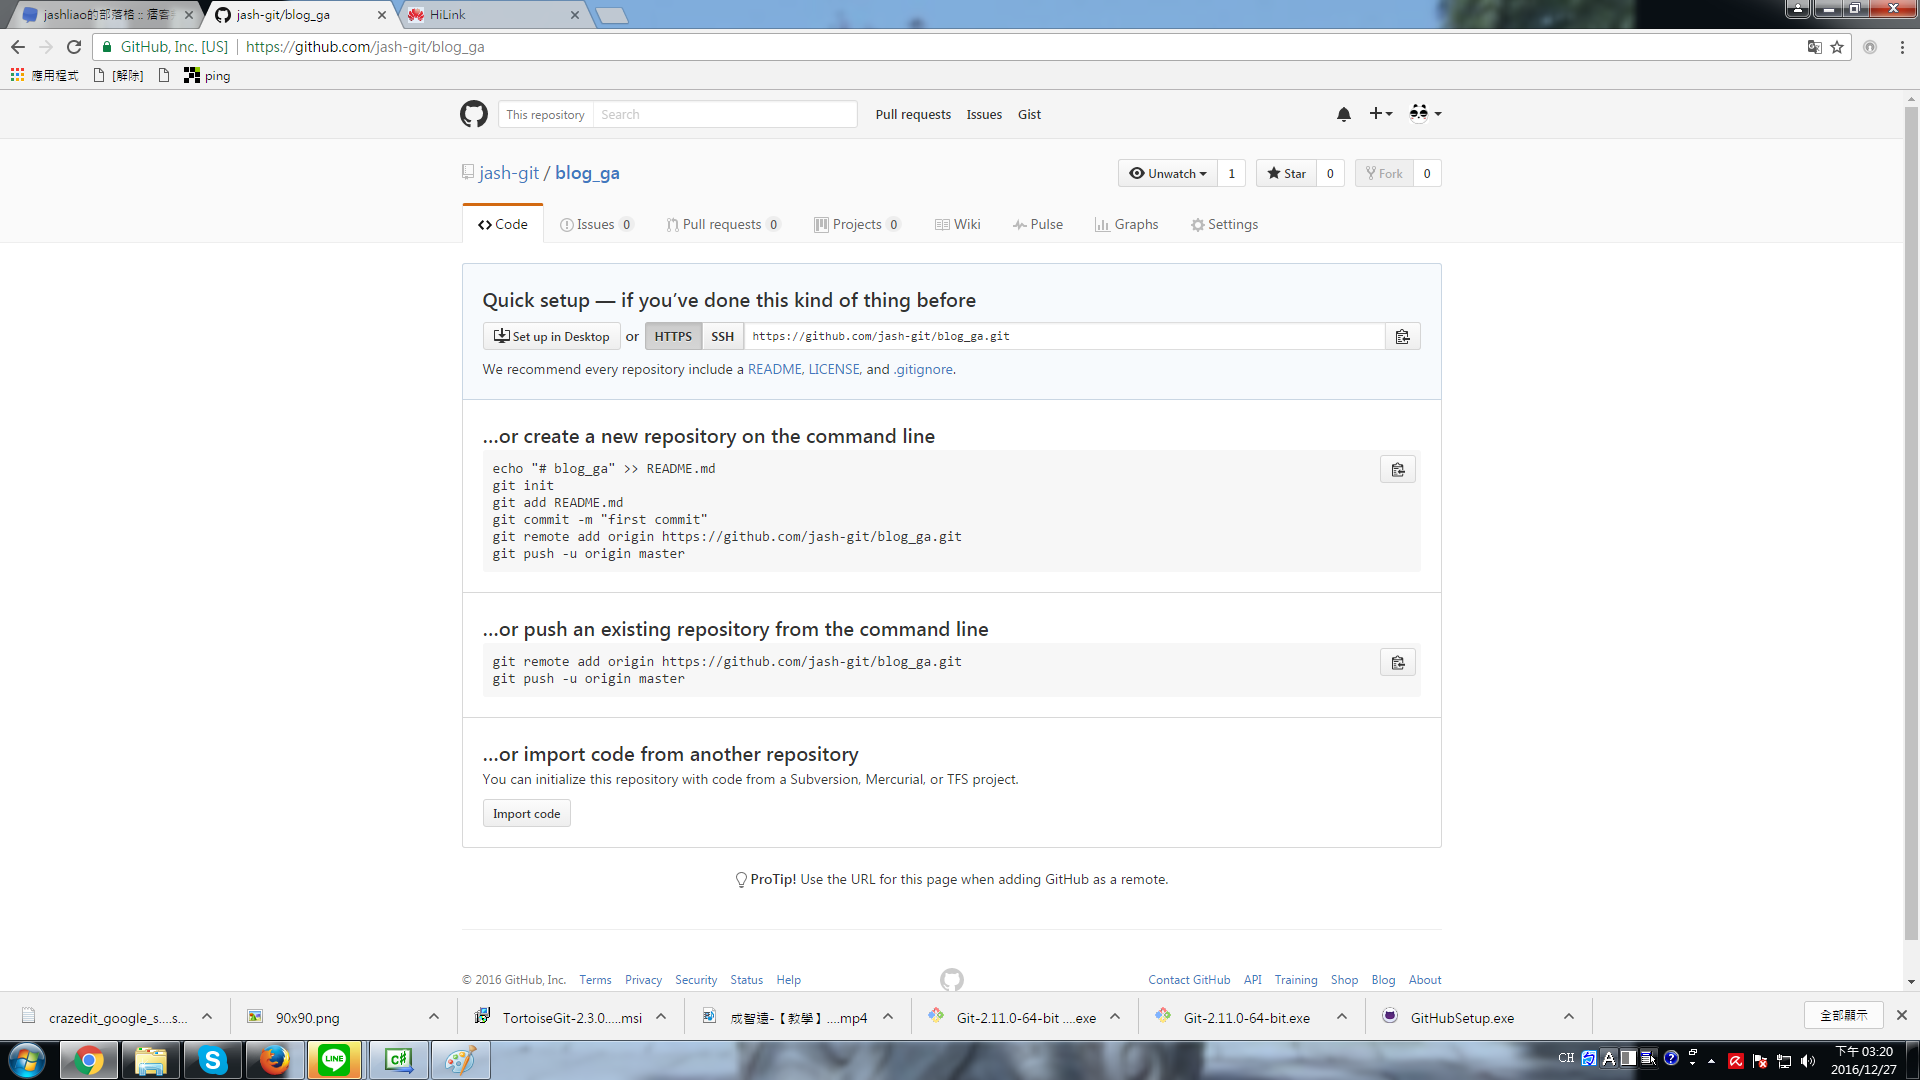 jashliao的部落格 :: 痞客
jash-git/blog_ga
HiLink
GitHub, Inc. [US]
https://github.com/jash-git/blog_ga
應用程式
[解除]
ping
This repository
Search
Pull requests
Issues
Gist
jash-git / blog_ga
Unwatch
1
Star
0
Fork
0
Code
Issues 0
Pull requests 0
Projects 0
Wiki
Pulse
Graphs
Settings
Quick setup — if you’ve done this kind of thing before
Set up in Desktop or HTTPS SSH https://github.com/jash-git/blog_ga.git
We recommend every repository include a README, LICENSE, and .gitignore.
…or create a new repository on the command line
echo "# blog_ga" >> README.md
git init
git add README.md
git commit -m "first commit"
git remote add origin https://github.com/jash-git/blog_ga.git
git push -u origin master
…or push an existing repository from the command line
git remote add origin https://github.com/jash-git/blog_ga.git
git push -u origin master
…or import code from another repository
You can initialize this repository with code from a Subversion, Mercurial, or TFS project.
Import code
ProTip! Use the URL for this page when adding GitHub as a remote.
© 2016 GitHub, Inc. Terms Privacy Security Status Help
Contact GitHub API Training Shop Blog About
crazedit_google_s....s...
90x90.png
TortoiseGit-2.3.0.....msi
成智遠-【教學】....mp4
Git-2.11.0-64-bit ....exe
Git-2.11.0-64-bit.exe
GitHubSetup.exe
全部顯示
LINE
C#
CH
A
下午 03:20
2016/12/27